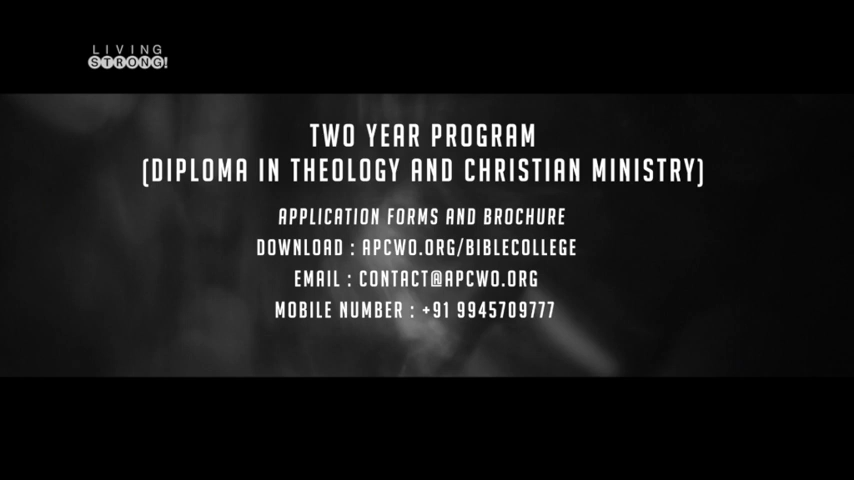 LIVING
STRONG!
TWO YEAR PROGRAM
(DIPLOMA IN THEOLOGY AND CHRISTIAN MINISTRY)
APPLICATION FORMS AND BROCHURE
DOWNLOAD : APCWO.ORG/BIBLECOLLEGE
EMAIL : CONTACT@APCWO.ORG
MOBILE NUMBER : +91 9945709777